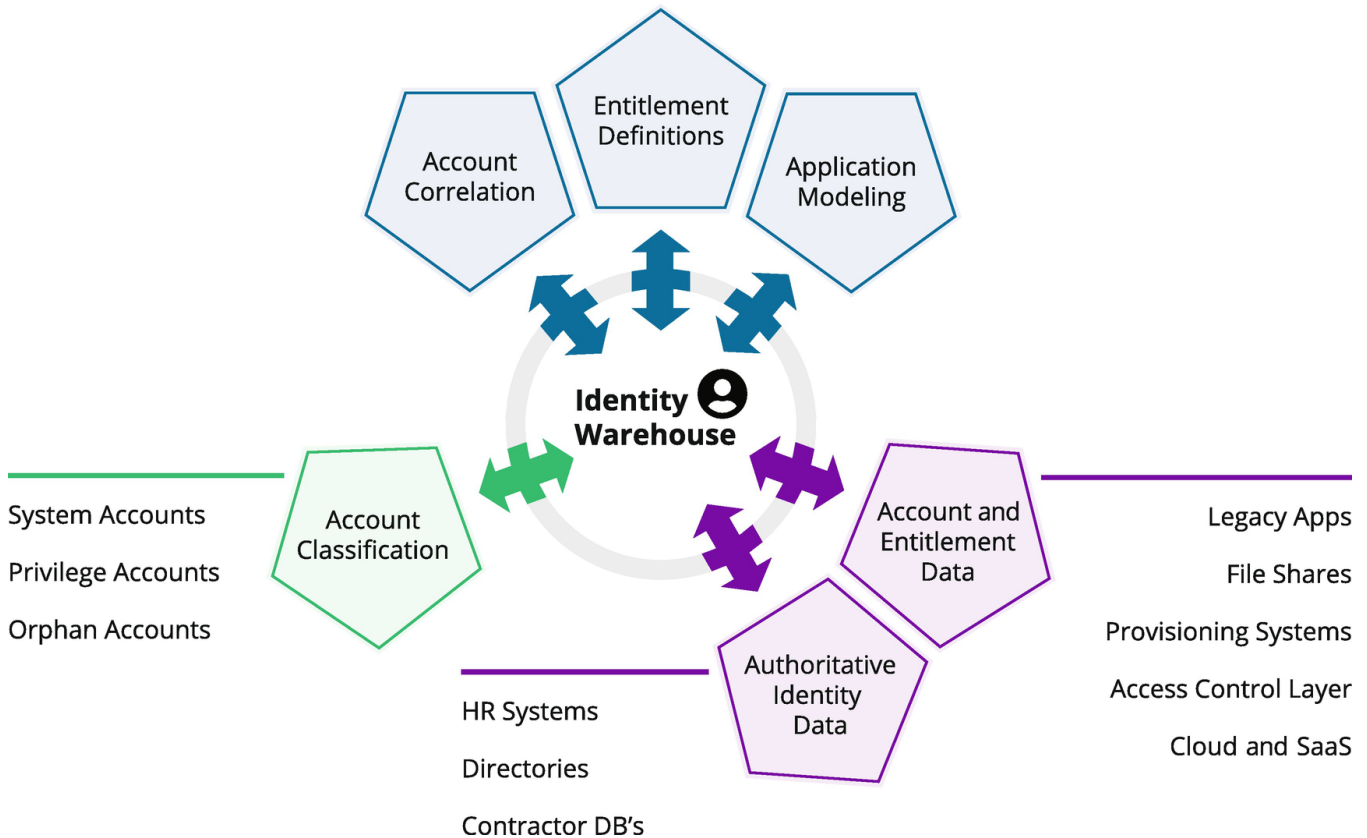 Entitlement
Definitions
Account
Correlation
Application
Modeling
Identity
Warehouse
Account
Classification
System Accounts
Privilege Accounts
Orphan Accounts
Account and
Entitlement
Data
Legacy Apps
File Shares
Provisioning Systems
Access Control Layer
Cloud and SaaS
Authoritative
Identity
Data
HR Systems
Directories
Contractor DB’s